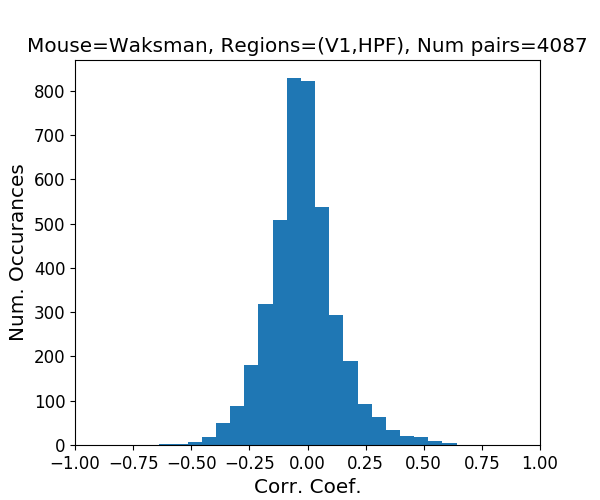 Mouse=Waksman, Regions=(V1,HPF), Num pairs=4087
Num. Occurances
800
700
600
500
400
300
200
100
0
−1.00 −0.75 −0.50 −0.25 0.00 0.25 0.50 0.75 1.00
Corr. Coef.